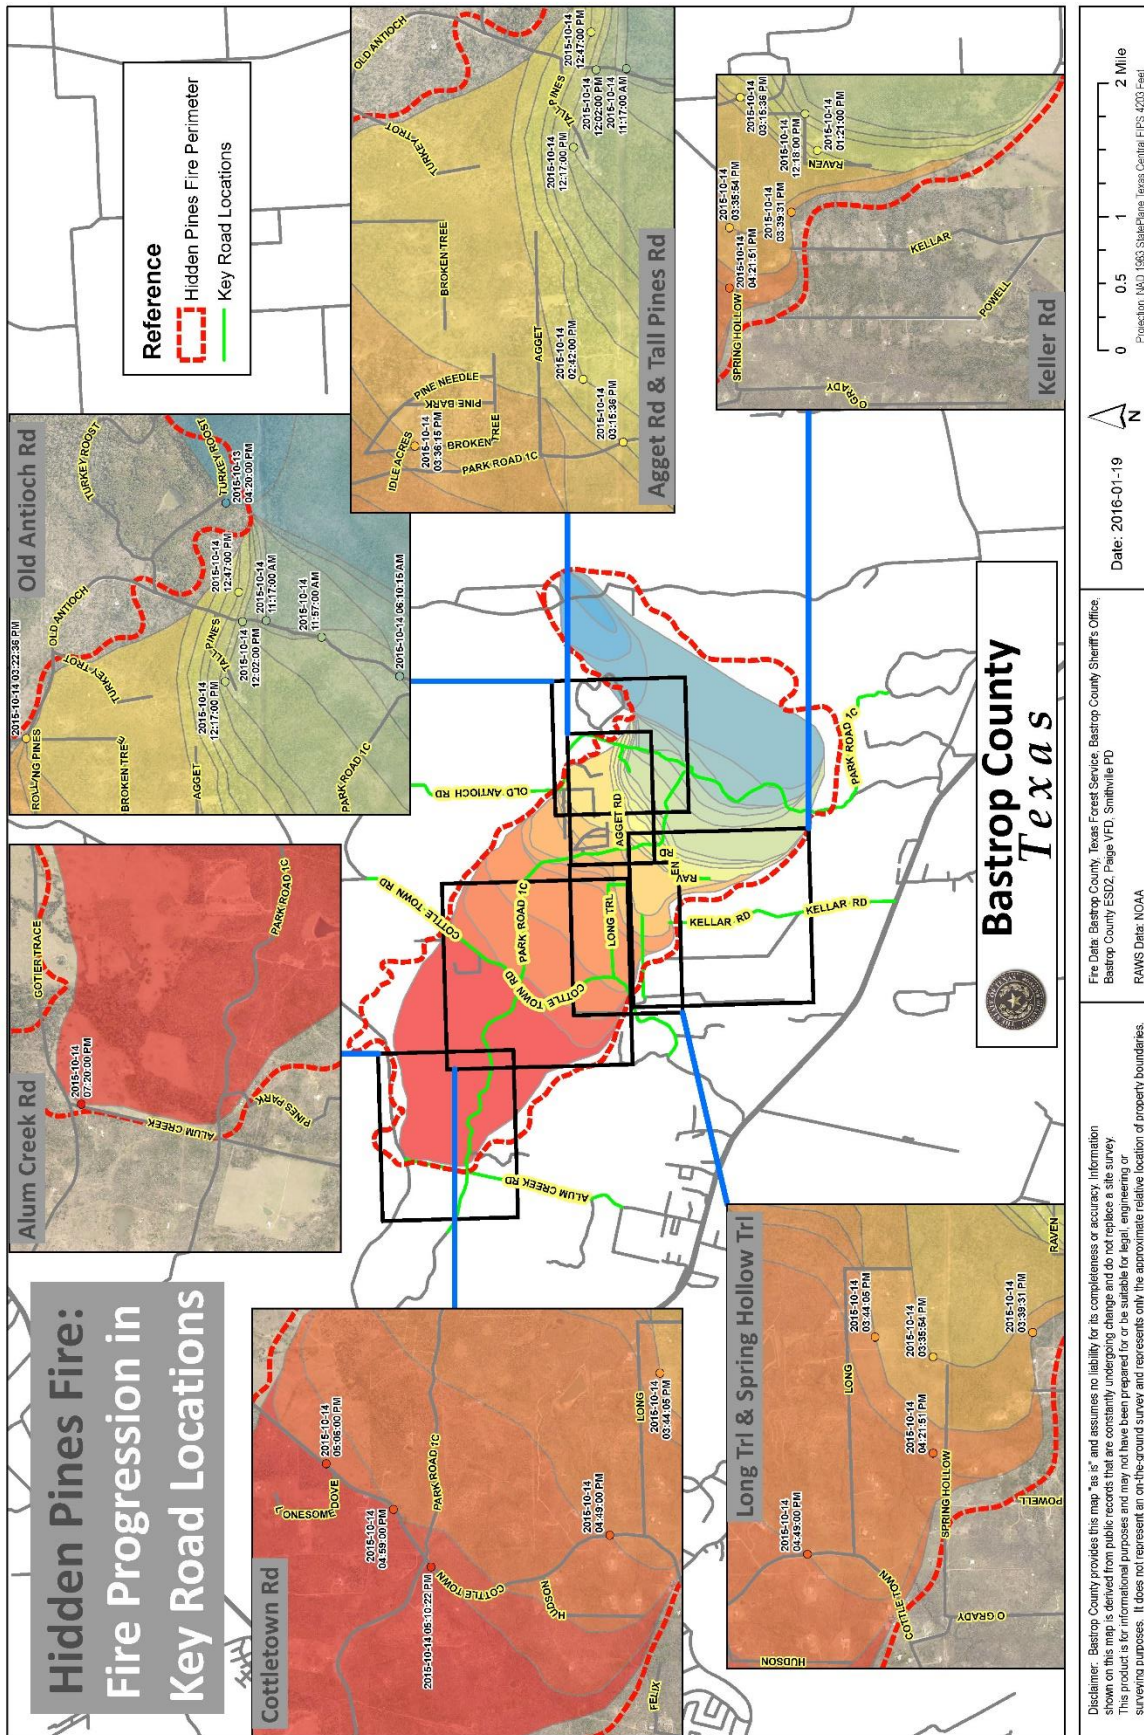 Hidden Pines Fire:
Fire Progression in
Key Road Locations
Alum Creek Rd
GOTIER TRACE
2015-10-14
07:20:00 PM
ALUM CREEK
PARK ROAD 1C
PINES PARK
Old Antioch Rd
2015-10-14 03:22:36 PM
ROLLING PINES
OLD ANTIOCH
TURKEY ROOST
TURKEY TROT
BROKEN TREE
TURKEY ROOST
2015-10-13
04:20:00 PM
2015-10-14
12:47:00 PM
AGGET
TALL PINES
2015-10-14
12:17:00 PM
2015-10-14
12:02:00 PM
2015-10-14
11:17:00 AM
2015-10-14
11:57:00 AM
PARK ROAD 1C
2015-10-14 06:10:15 AM
Reference
Hidden Pines Fire Perimeter
Key Road Locations
OLD ANTIOCH
TURKEY TROT
IDLE ACRES
PINE NEEDLE
PINE BARK
BROKEN TREE
BROKEN TREE
2015-10-14
03:36:15 PM
PARK ROAD 1C
AGGET
TALL PINES
2015-10-14
12:47:00 PM
2015-10-14
12:17:00 PM
2015-10-14
12:02:00 PM
2015-10-14
11:17:00 AM
2015-10-14
02:42:00 PM
2015-10-14
03:15:36 PM
Agget Rd & Tall Pines Rd
Cottletown Rd
LONESOME DOVE
2015-10-14
05:05:00 PM
2015-10-14
04:59:00 PM
2015-10-14 05:10:22 PM
PARK ROAD 1C
COTTLE TOWN
HUDSON
2015-10-14
04:49:00 PM
LONG
2015-10-14
03:44:05 PM
FELIX
COTTLE TOWN RD
OLD ANTIOCH RD
PARK ROAD 1C
COTTLE TOWN RD
AGGET RD
LONG TRL
RAVEN RD
ALUM CREEK RD
KELLAR RD
KELLAR RD
PARK ROAD 1C
2015-10-14
03:15:36 PM
2015-10-14
03:35:54 PM
2015-10-14
12:18:00 PM
2015-10-14
03:39:31 PM
2015-10-14
01:21:00 PM
RAVEN
2015-10-14
04:21:51 PM
SPRING HOLLOW
KELLAR
POWELL
O GRADY
Keller Rd
Long Trl & Spring Hollow Trl
2015-10-14
04:49:00 PM
2015-10-14
03:44:05 PM
LONG
2015-10-14
03:35:54 PM
2015-10-14
04:21:51 PM
2015-10-14
03:39:31 PM
HUDSON
COTTLE TOWN
SPRING HOLLOW
O GRADY
POWELL
RAVEN
Bastrop County
Texas
Disclaimer: Bastrop County provides this map "as is" and assumes no liability for its completeness or accuracy. Information
shown on this map is derived from public records that are constantly undergoing change and do not replace a site survey.
This product is for informational purposes and may not have been prepared for or be suitable for legal, engineering or
surveying purposes. It does not represent an on-the-ground survey and represents only the approximate relative location of property boundaries.
Fire Data: Bastrop County, Texas Forest Service, Bastrop County Sheriff's Office,
Bastrop County ESD2, Paige VFD, Smithville PD
RAWS Data: NOAA
Date: 2016-01-19
N
0 0.5 1 2 Mile
Projection: NAD 1983 StatePlane Texas Central FIPS 4203 Feet